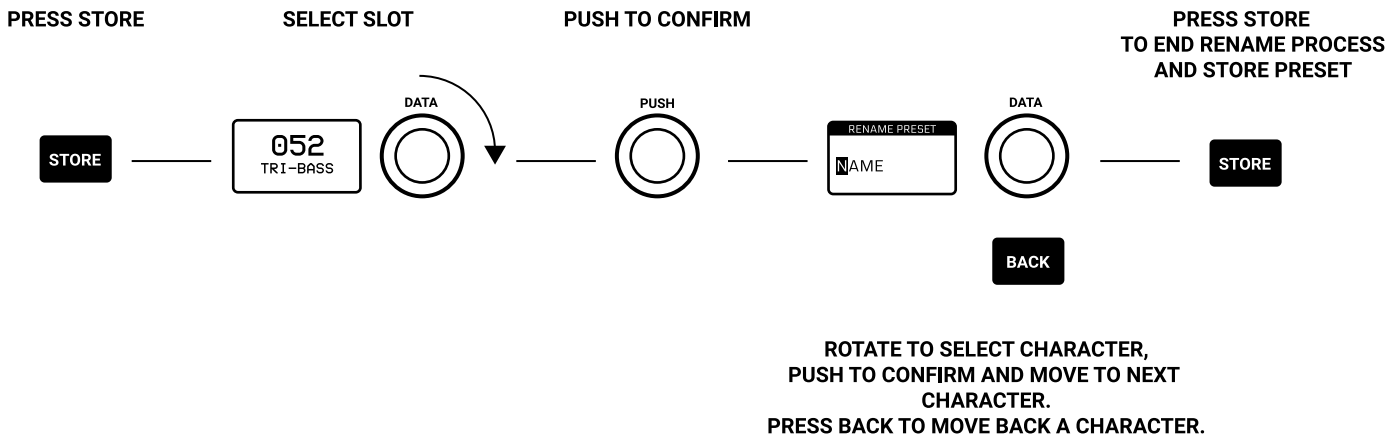 PRESS STORE
SELECT SLOT
PUSH TO CONFIRM
PRESS STORE
TO END RENAME PROCESS
AND STORE PRESET
STORE
052
TRI-BASS
DATA
PUSH
RENAME PRESET
NAME
DATA
STORE
BACK
ROTATE TO SELECT CHARACTER,
PUSH TO CONFIRM AND MOVE TO NEXT
CHARACTER.
PRESS BACK TO MOVE BACK A CHARACTER.